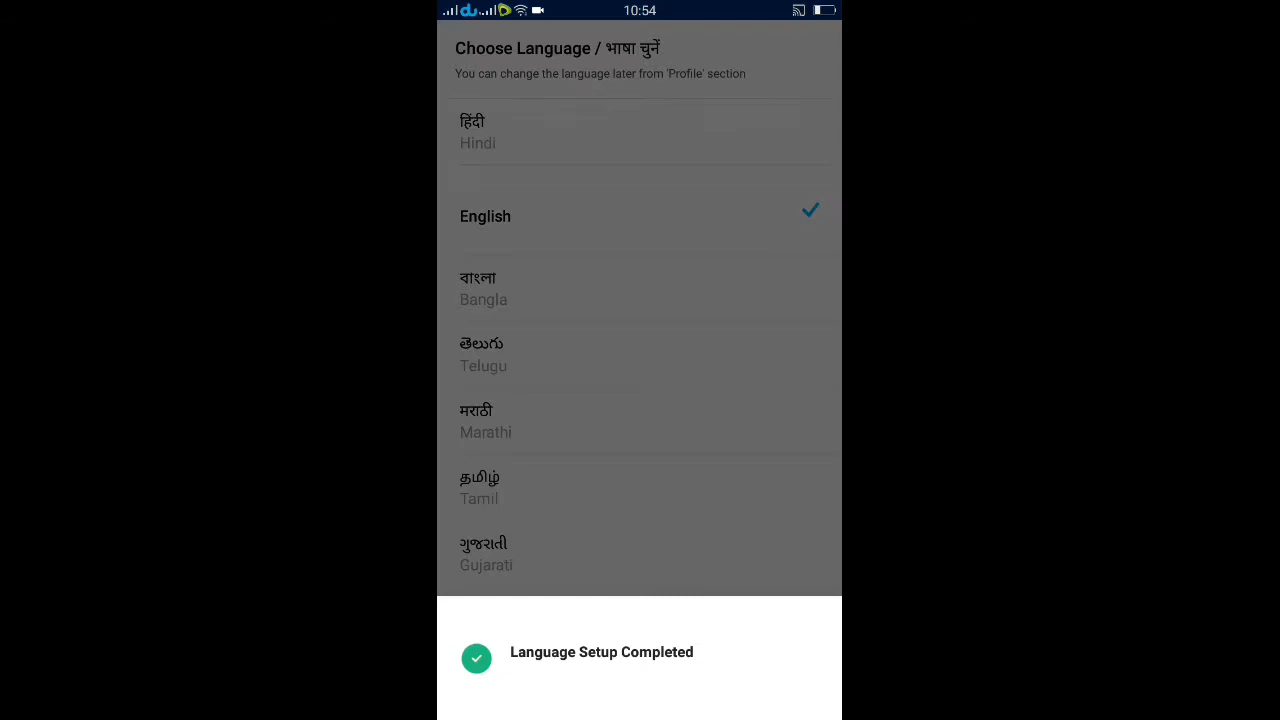 du
10:54
Choose Language / भाषा चुनें
You can change the language later from 'Profile' section
हिंदी
Hindi
English
বাংলা
Bangla
తెలుగు
Telugu
मराठी
Marathi
தமிழ்
Tamil
ગુજરાતી
Gujarati
Language Setup Completed